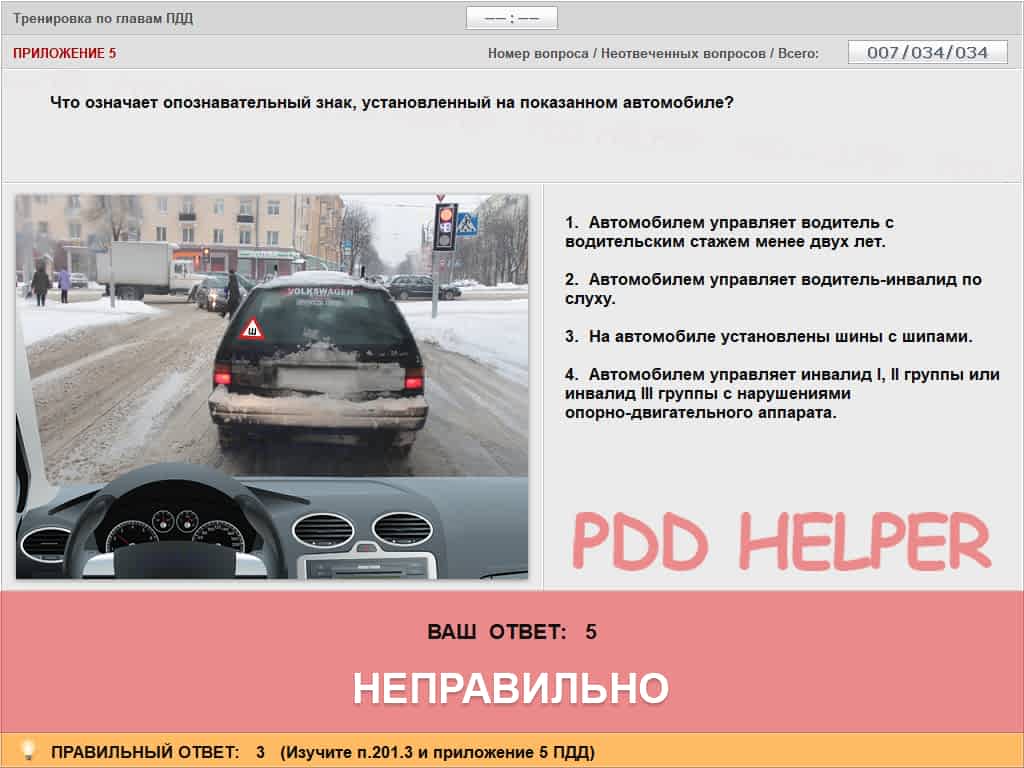 Тренировка по главам ПДД
—— : ——
ПРИЛОЖЕНИЕ 5
Номер вопроса / Неотвеченных вопросов / Всего:
007/034/034
Что означает опознавательный знак, установленный на показанном автомобиле?
1. Автомобилем управляет водитель с
водительским стажем менее двух лет.
2. Автомобилем управляет водитель-инвалид по
слуху.
3. На автомобиле установлены шины с шипами.
4. Автомобилем управляет инвалид I, II группы или
инвалид III группы с нарушениями
опорно-двигательного аппарата.
VOLKSWAGEN
Ш
PDD HELPER
ВАШ ОТВЕТ: 5
НЕПРАВИЛЬНО
ПРАВИЛЬНЫЙ ОТВЕТ: 3 (Изучите п.201.3 и приложение 5 ПДД)